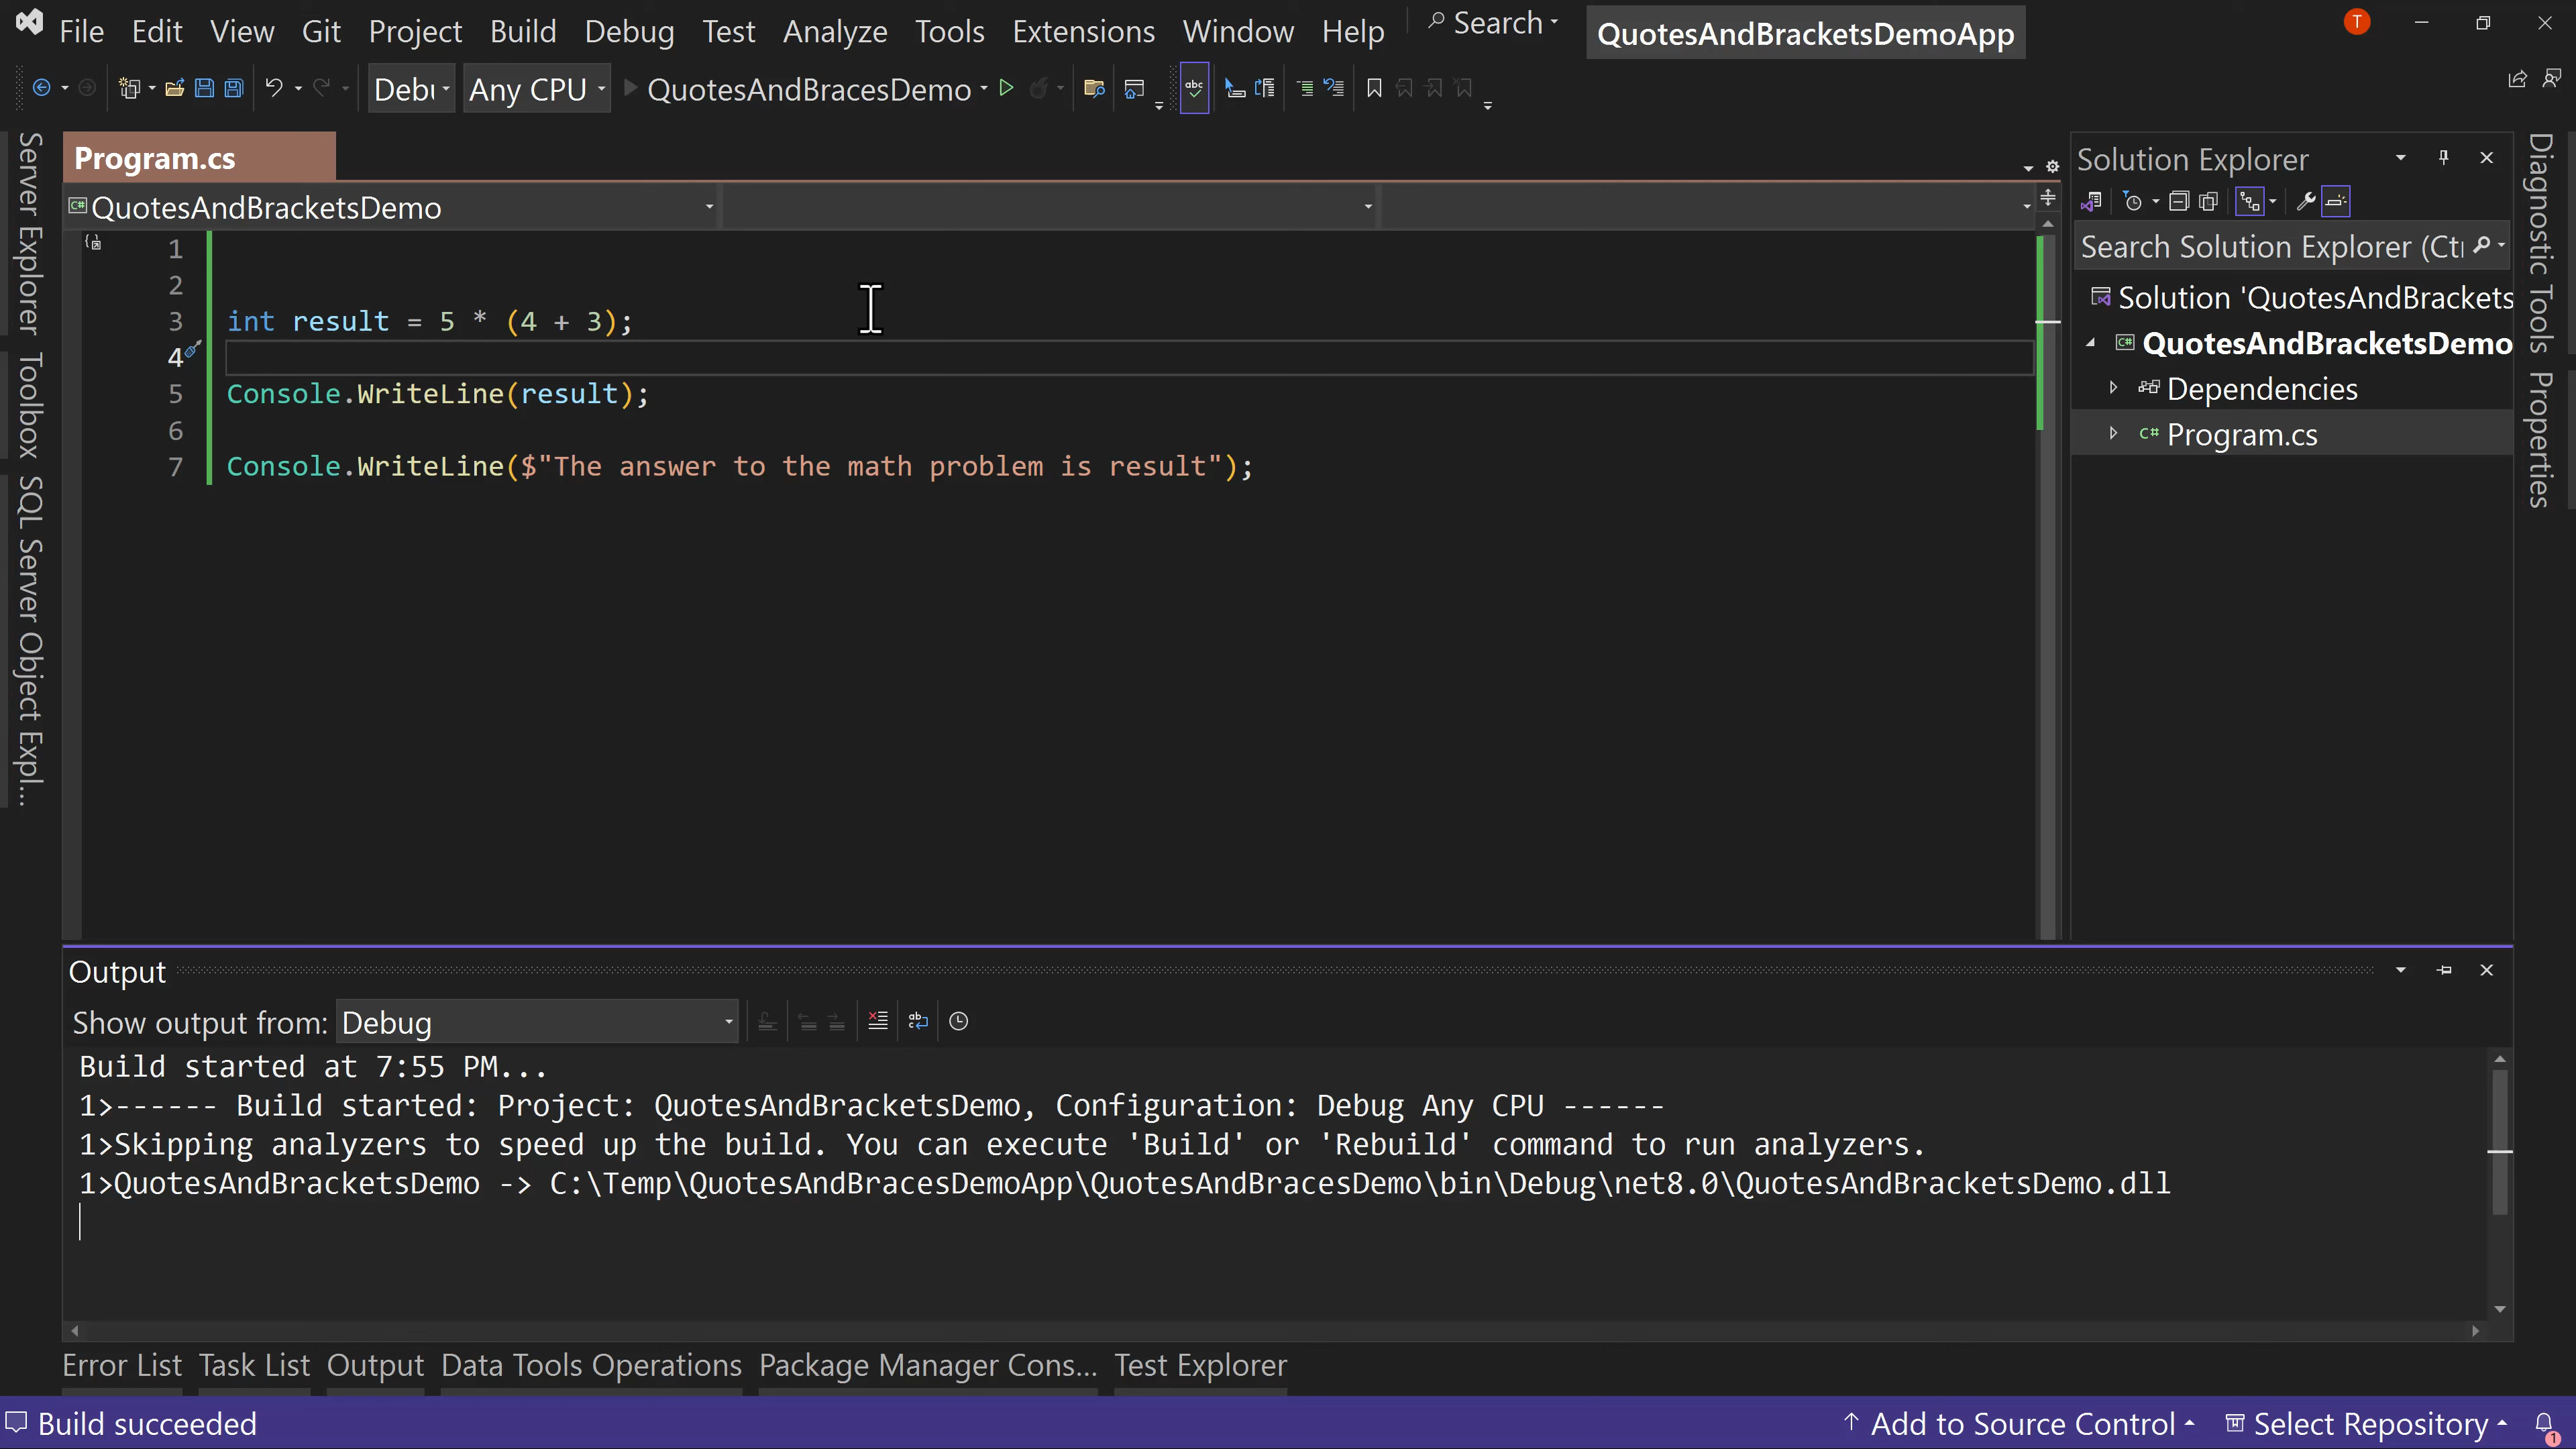 File Edit View Git Project Build Debug Test Analyze Tools Extensions Window Help Search QuotesAndBracketsDemoApp T
Debu Any CPU QuotesAndBracesDemo
Server Explorer
Toolbox
SQL Server Object Expl...
Program.cs
QuotesAndBracketsDemo
1
2
3 int result = 5 * (4 + 3);
4
5 Console.WriteLine(result);
6
7 Console.WriteLine($"The answer to the math problem is result");
Solution Explorer
Search Solution Explorer (Ct
Solution 'QuotesAndBrackets
QuotesAndBracketsDemo
Dependencies
C# Program.cs
Diagnostic Tools
Properties
Output
Show output from: Debug
Build started at 7:55 PM...
1>------ Build started: Project: QuotesAndBracketsDemo, Configuration: Debug Any CPU ------
1>Skipping analyzers to speed up the build. You can execute 'Build' or 'Rebuild' command to run analyzers.
1>QuotesAndBracketsDemo -> C:\Temp\QuotesAndBracesDemoApp\QuotesAndBracesDemo\bin\Debug\net8.0\QuotesAndBracketsDemo.dll
Error List Task List Output Data Tools Operations Package Manager Cons... Test Explorer
Build succeeded Add to Source Control Select Repository 1